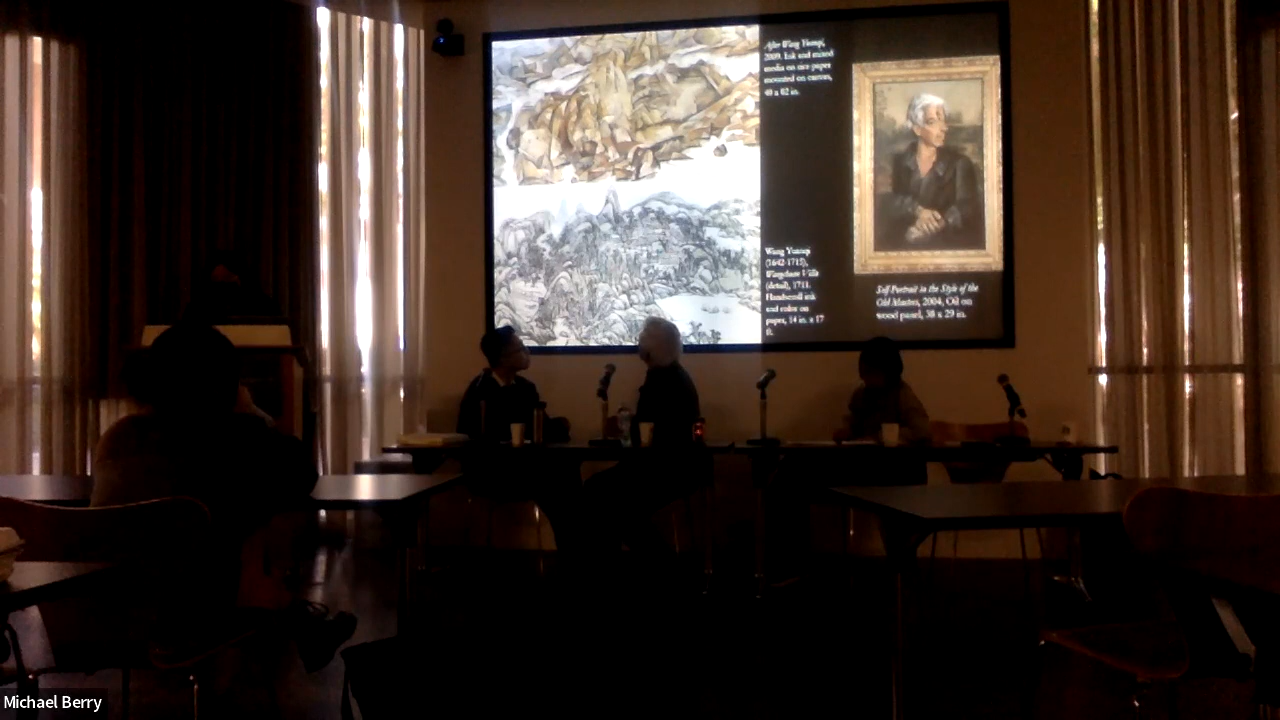 After Wang Yuanqi,
2009. Ink and mixed
media on rice paper
mounted on canvas,
40 x 82 in.
Wang Yuanqi
(1642-1715),
Wangchuan Villa
(detail), 1711.
Handscroll ink
and color on
paper, 14 in. x 17
ft.
Self-Portrait in the Style of the
Old Masters, 2004, Oil on
wood panel, 38 x 29 in.
Michael Berry